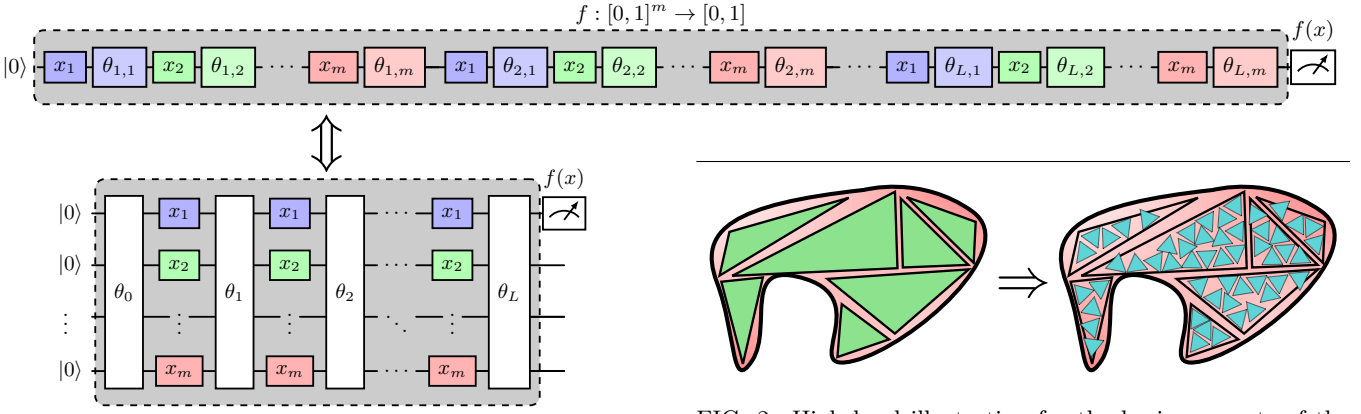 f : [0, 1]^m → [0, 1]
f(x)
|0⟩ x_1 θ_{1,1} x_2 θ_{1,2} ⋯ x_m θ_{1,m} x_1 θ_{2,1} x_2 θ_{2,2} ⋯ x_m θ_{2,m} ⋯ x_1 θ_{L,1} x_2 θ_{L,2} ⋯ x_m θ_{L,m}
f(x)
|0⟩ x_1 x_1 ⋯ x_1
|0⟩ x_2 x_2 x_2
θ_0 θ_1 θ_2 θ_L
⋮ ⋮ ⋮ ⋱ ⋮
|0⟩ x_m x_m ⋯ x_m